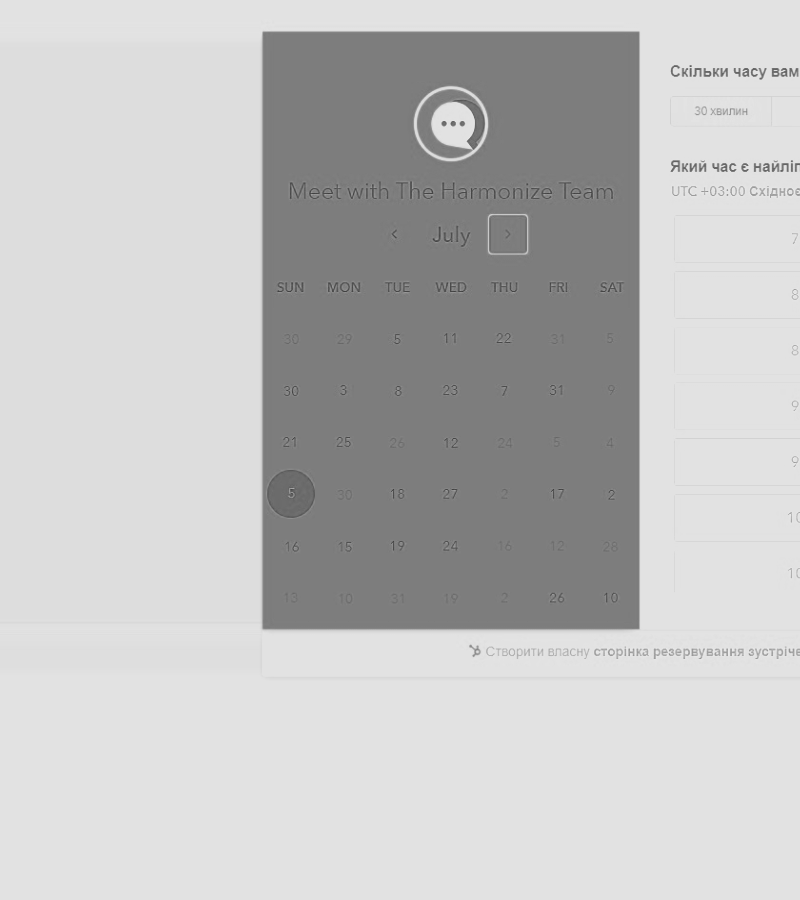 Meet with The Harmonize Team
July
SUN MON TUE WED THU FRI SAT
30 29 5 11 22 31 5
30 3 8 23 7 31 9
21 25 26 12 24 5 4
5 30 18 27 2 17 2
16 15 19 24 16 12 28
13 10 31 19 2 26 10
Скільки часу вам
30 хвилин
Який час є
UTC +03:00
7
8
8
9
9
10
10
Створити власну сторінка резервування